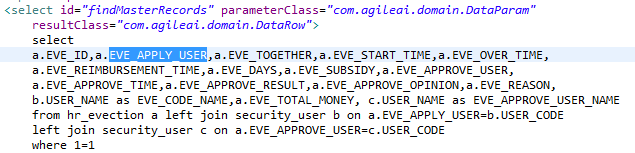 <select id="findMasterRecords" parameterClass="com.agileai.domain.DataParam"
resultClass="com.agileai.domain.DataRow">
select
a.EVE_ID,a.EVE_APPLY_USER,a.EVE_TOGETHER,a.EVE_START_TIME,a.EVE_OVER_TIME,
a.EVE_REIMBURSEMENT_TIME,a.EVE_DAYS,a.EVE_SUBSIDY,a.EVE_APPROVE_USER,
a.EVE_APPROVE_TIME,a.EVE_APPROVE_RESULT,a.EVE_APPROVE_OPINION,a.EVE_REASON,
b.USER_NAME as EVE_CODE_NAME,a.EVE_TOTAL_MONEY, c.USER_NAME as EVE_APPROVE_USER_NAME
from hr_evection a left join security_user b on a.EVE_APPLY_USER=b.USER_CODE
left join security_user c on a.EVE_APPROVE_USER=c.USER_CODE
where 1=1